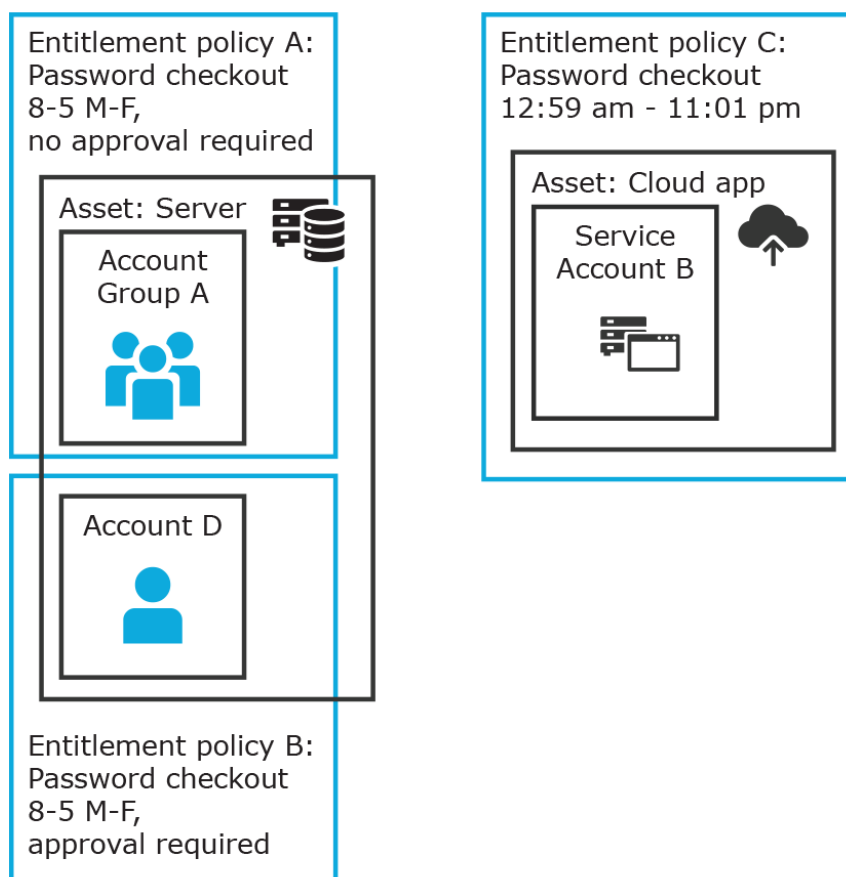 Entitlement policy A:
Password checkout
8-5 M-F,
no approval required
Asset: Server
Account
Group A
Account D
Entitlement policy B:
Password checkout
8-5 M-F,
approval required
Entitlement policy C:
Password checkout
12:59 am - 11:01 pm
Asset: Cloud app
Service
Account B